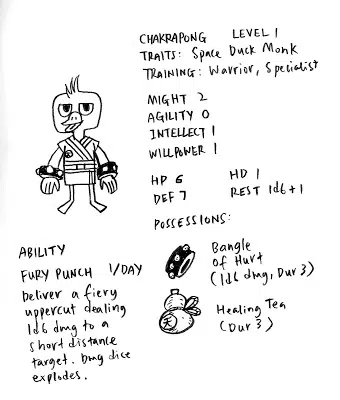 CHAKRAPONG LEVEL 1
TRAITS: Space Duck Monk
TRAINING: Warrior, Specialist
MIGHT 2
AGILITY 0
INTELLECT 1
WILLPOWER 1
HP 6 HD 1
DEF 7 REST 1d6+1
POSSESSIONS:
Bangle
of Hurt
(1d6 dmg, Dur 3)
Healing Tea
(Dur 3)
天
ABILITY
FURY PUNCH 1/DAY
Deliver a fiery
uppercut dealing
1d6 dmg to a
short distance
target. Dmg dice
explodes.